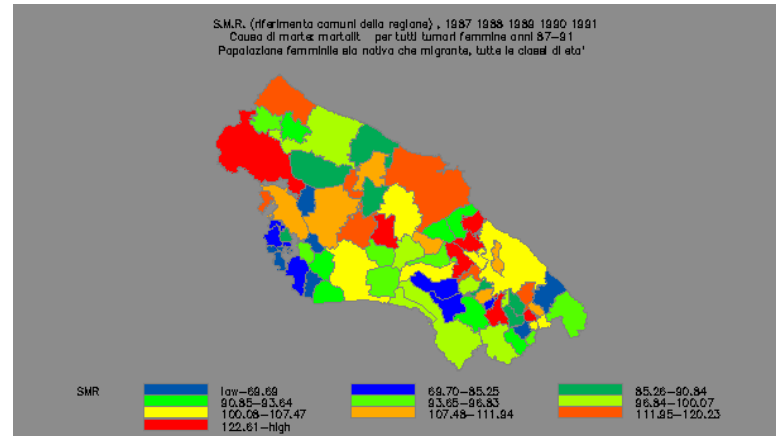 S.M.R. (riferimento comuni della regione) , 1987 1988 1989 1990 1991
Causa di morte: mortalit per tutti tumori femmine anni 87-91
Popolazione femminile sia nativa che migrante, tutte le classi di eta'
SMR
low-69.69 69.70-85.25 85.26-90.84
90.85-93.64 93.65-96.83 96.84-100.07
100.08-107.47 107.48-111.94 111.95-120.23
122.61-high